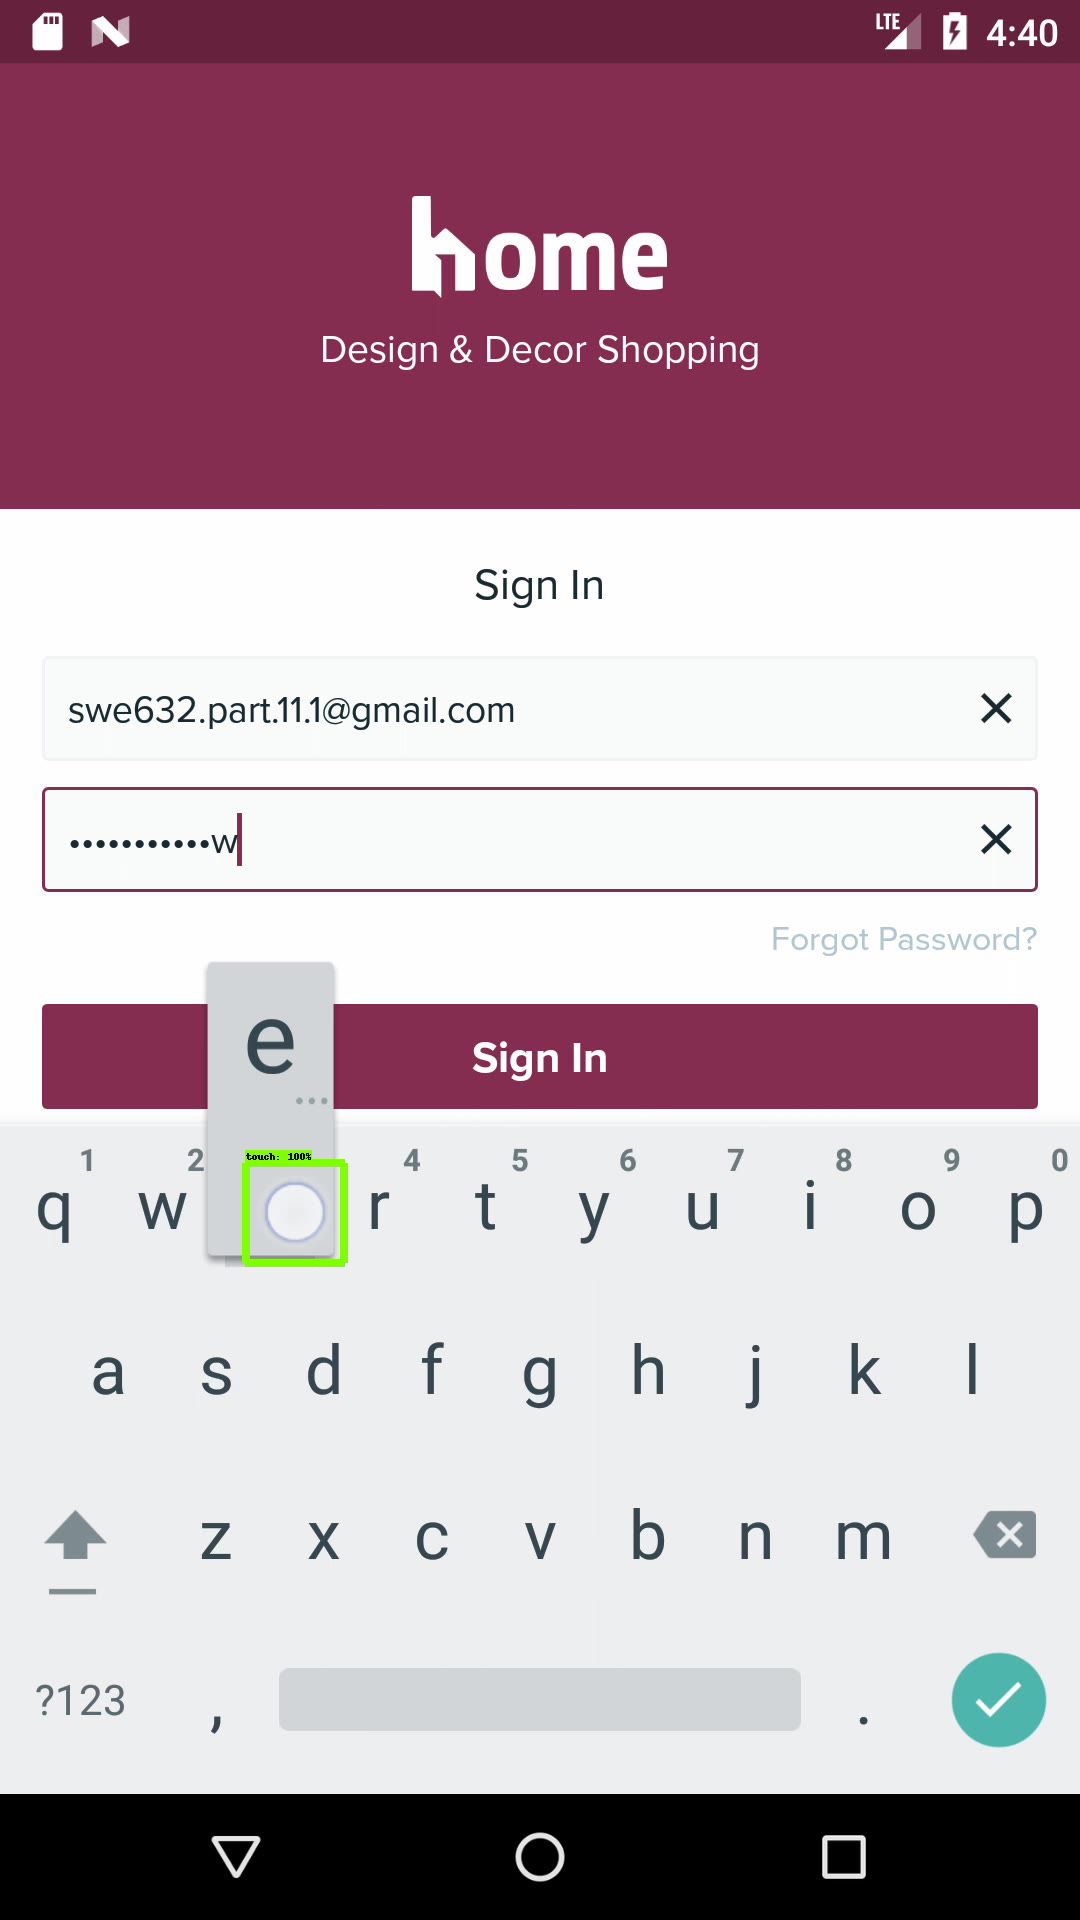 LTE 4:40
home
Design & Decor Shopping
Sign In
swe632.part.11.1@gmail.com
•••••••••••w
Forgot Password?
Sign In
e
...
touch: 100%
1 2 4 5 6 7 8 9 0
q w r t y u i o p
a s d f g h j k l
z x c v b n m
?123 , .